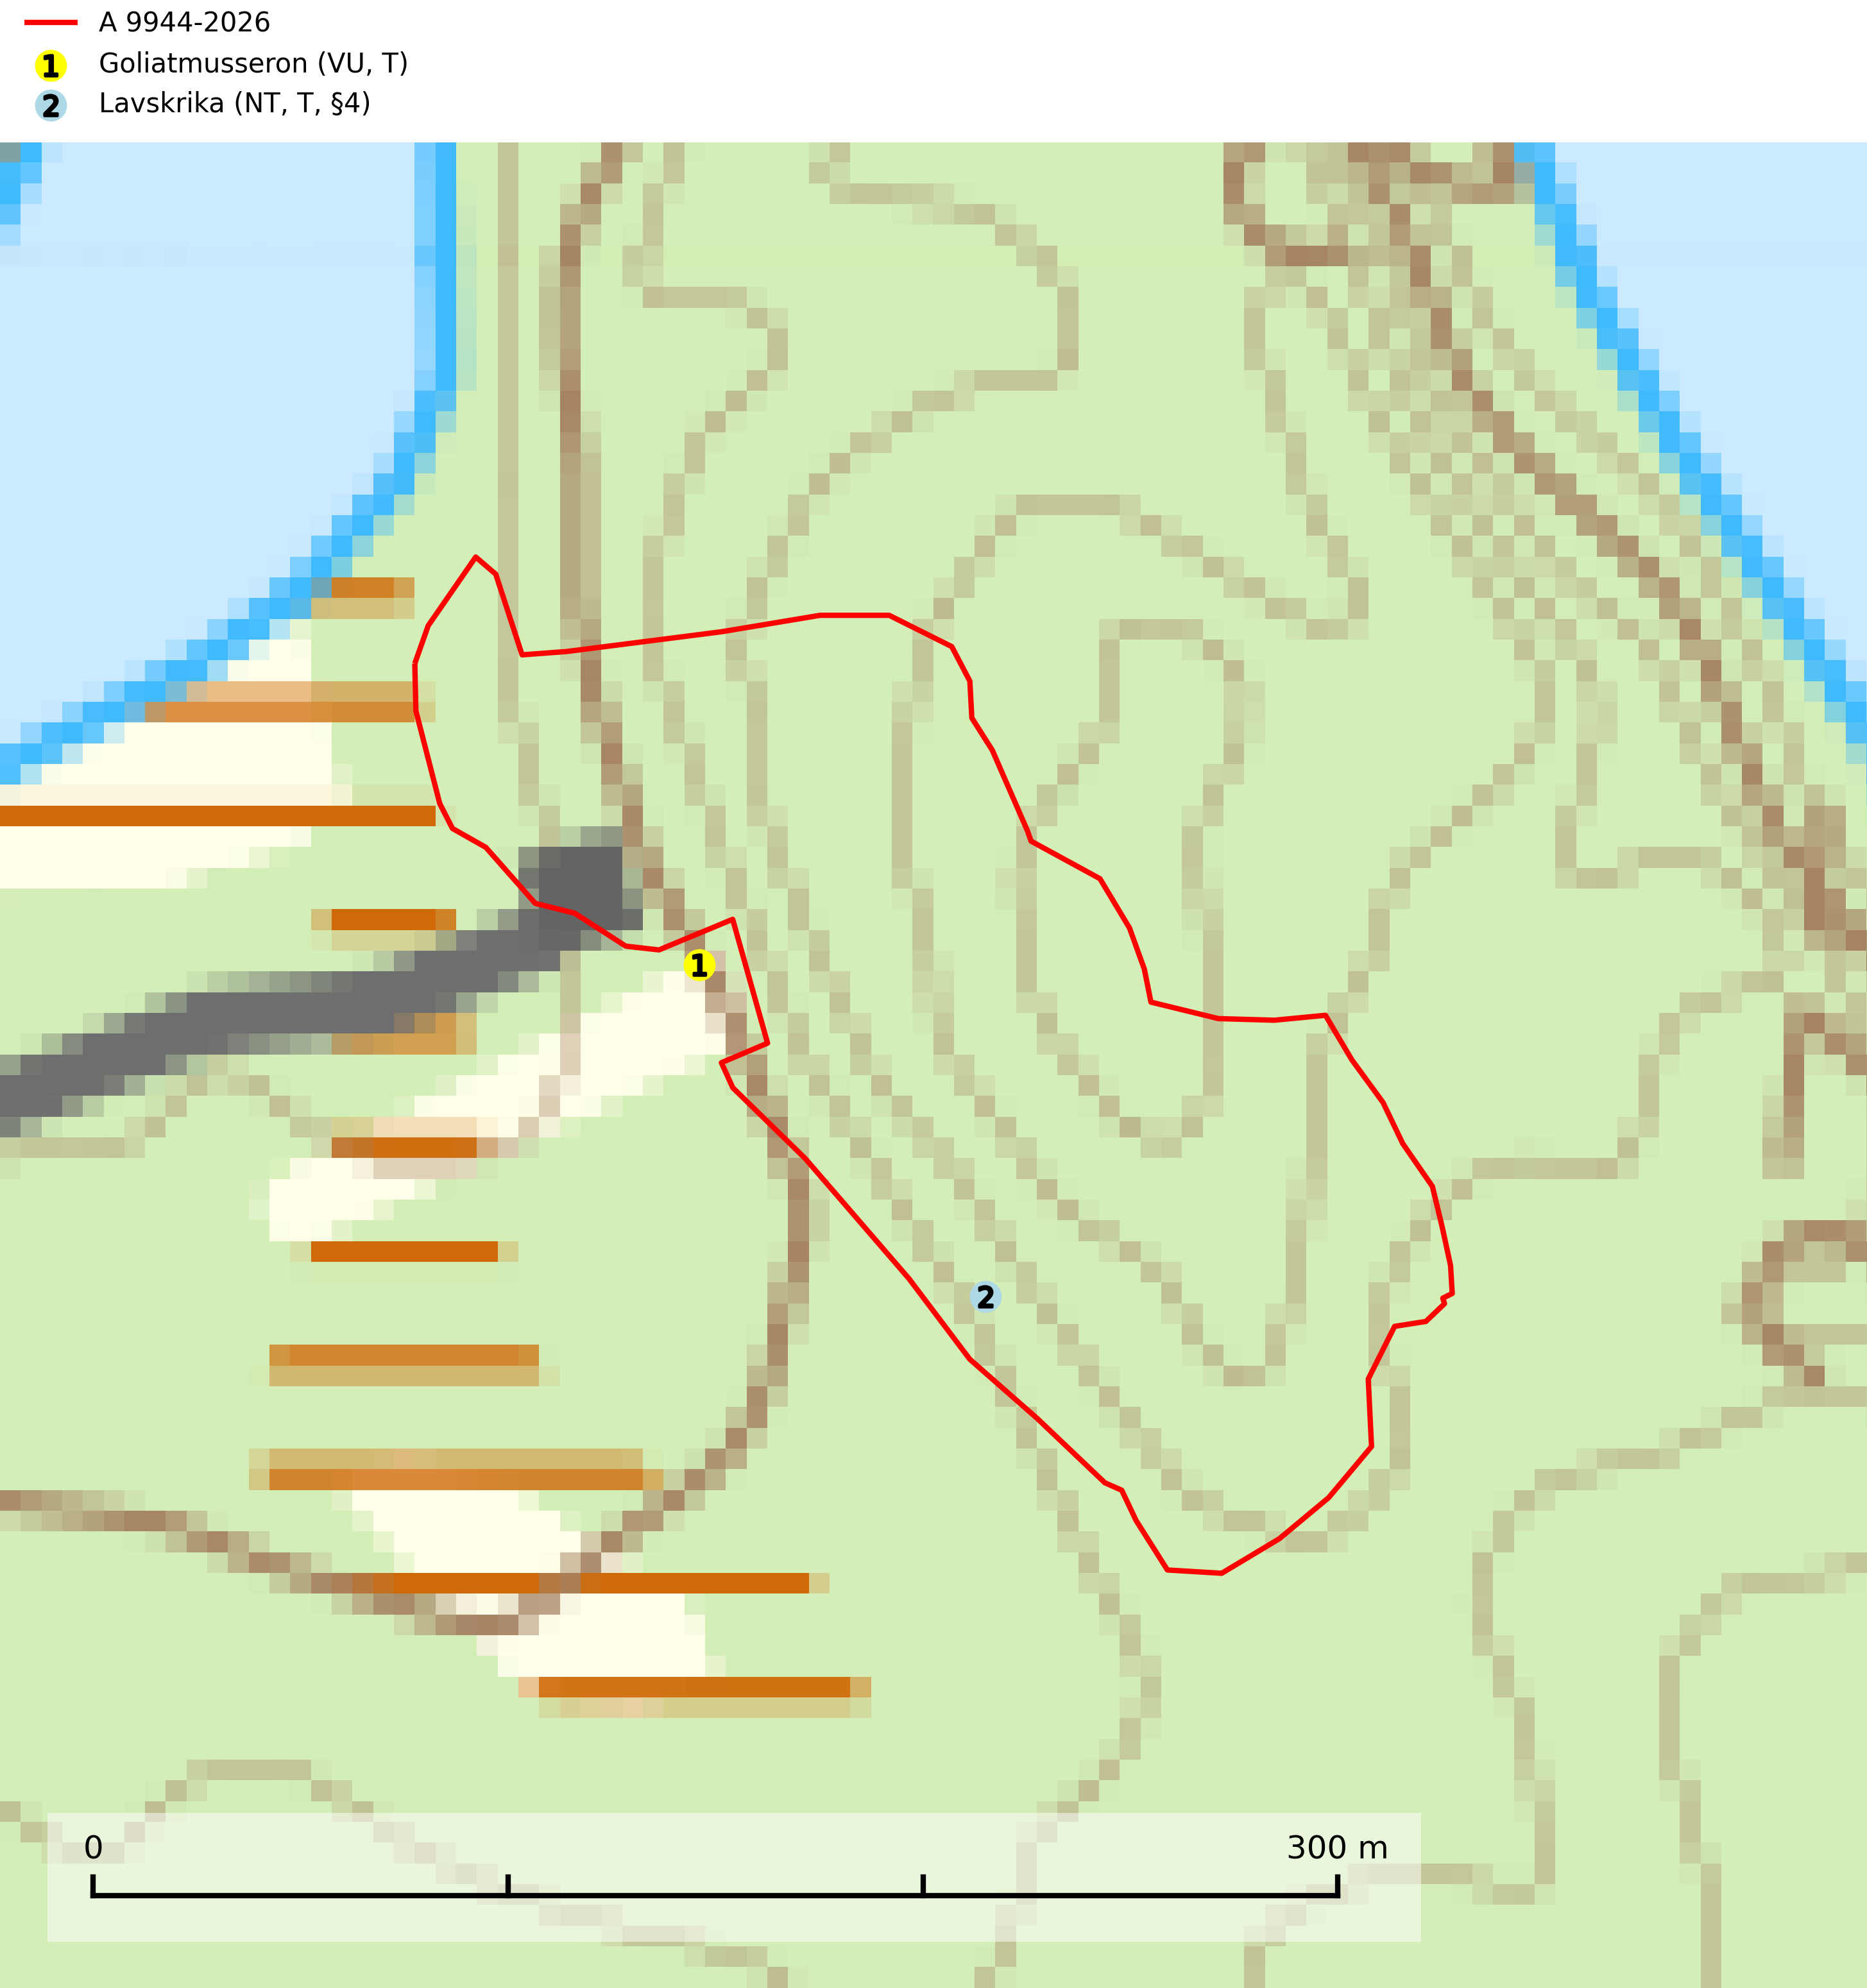 A 9944-2026
1 Goliatmusseron (VU, T)
2 Lavskrika (NT, T, §4)
1
2
0 300 m